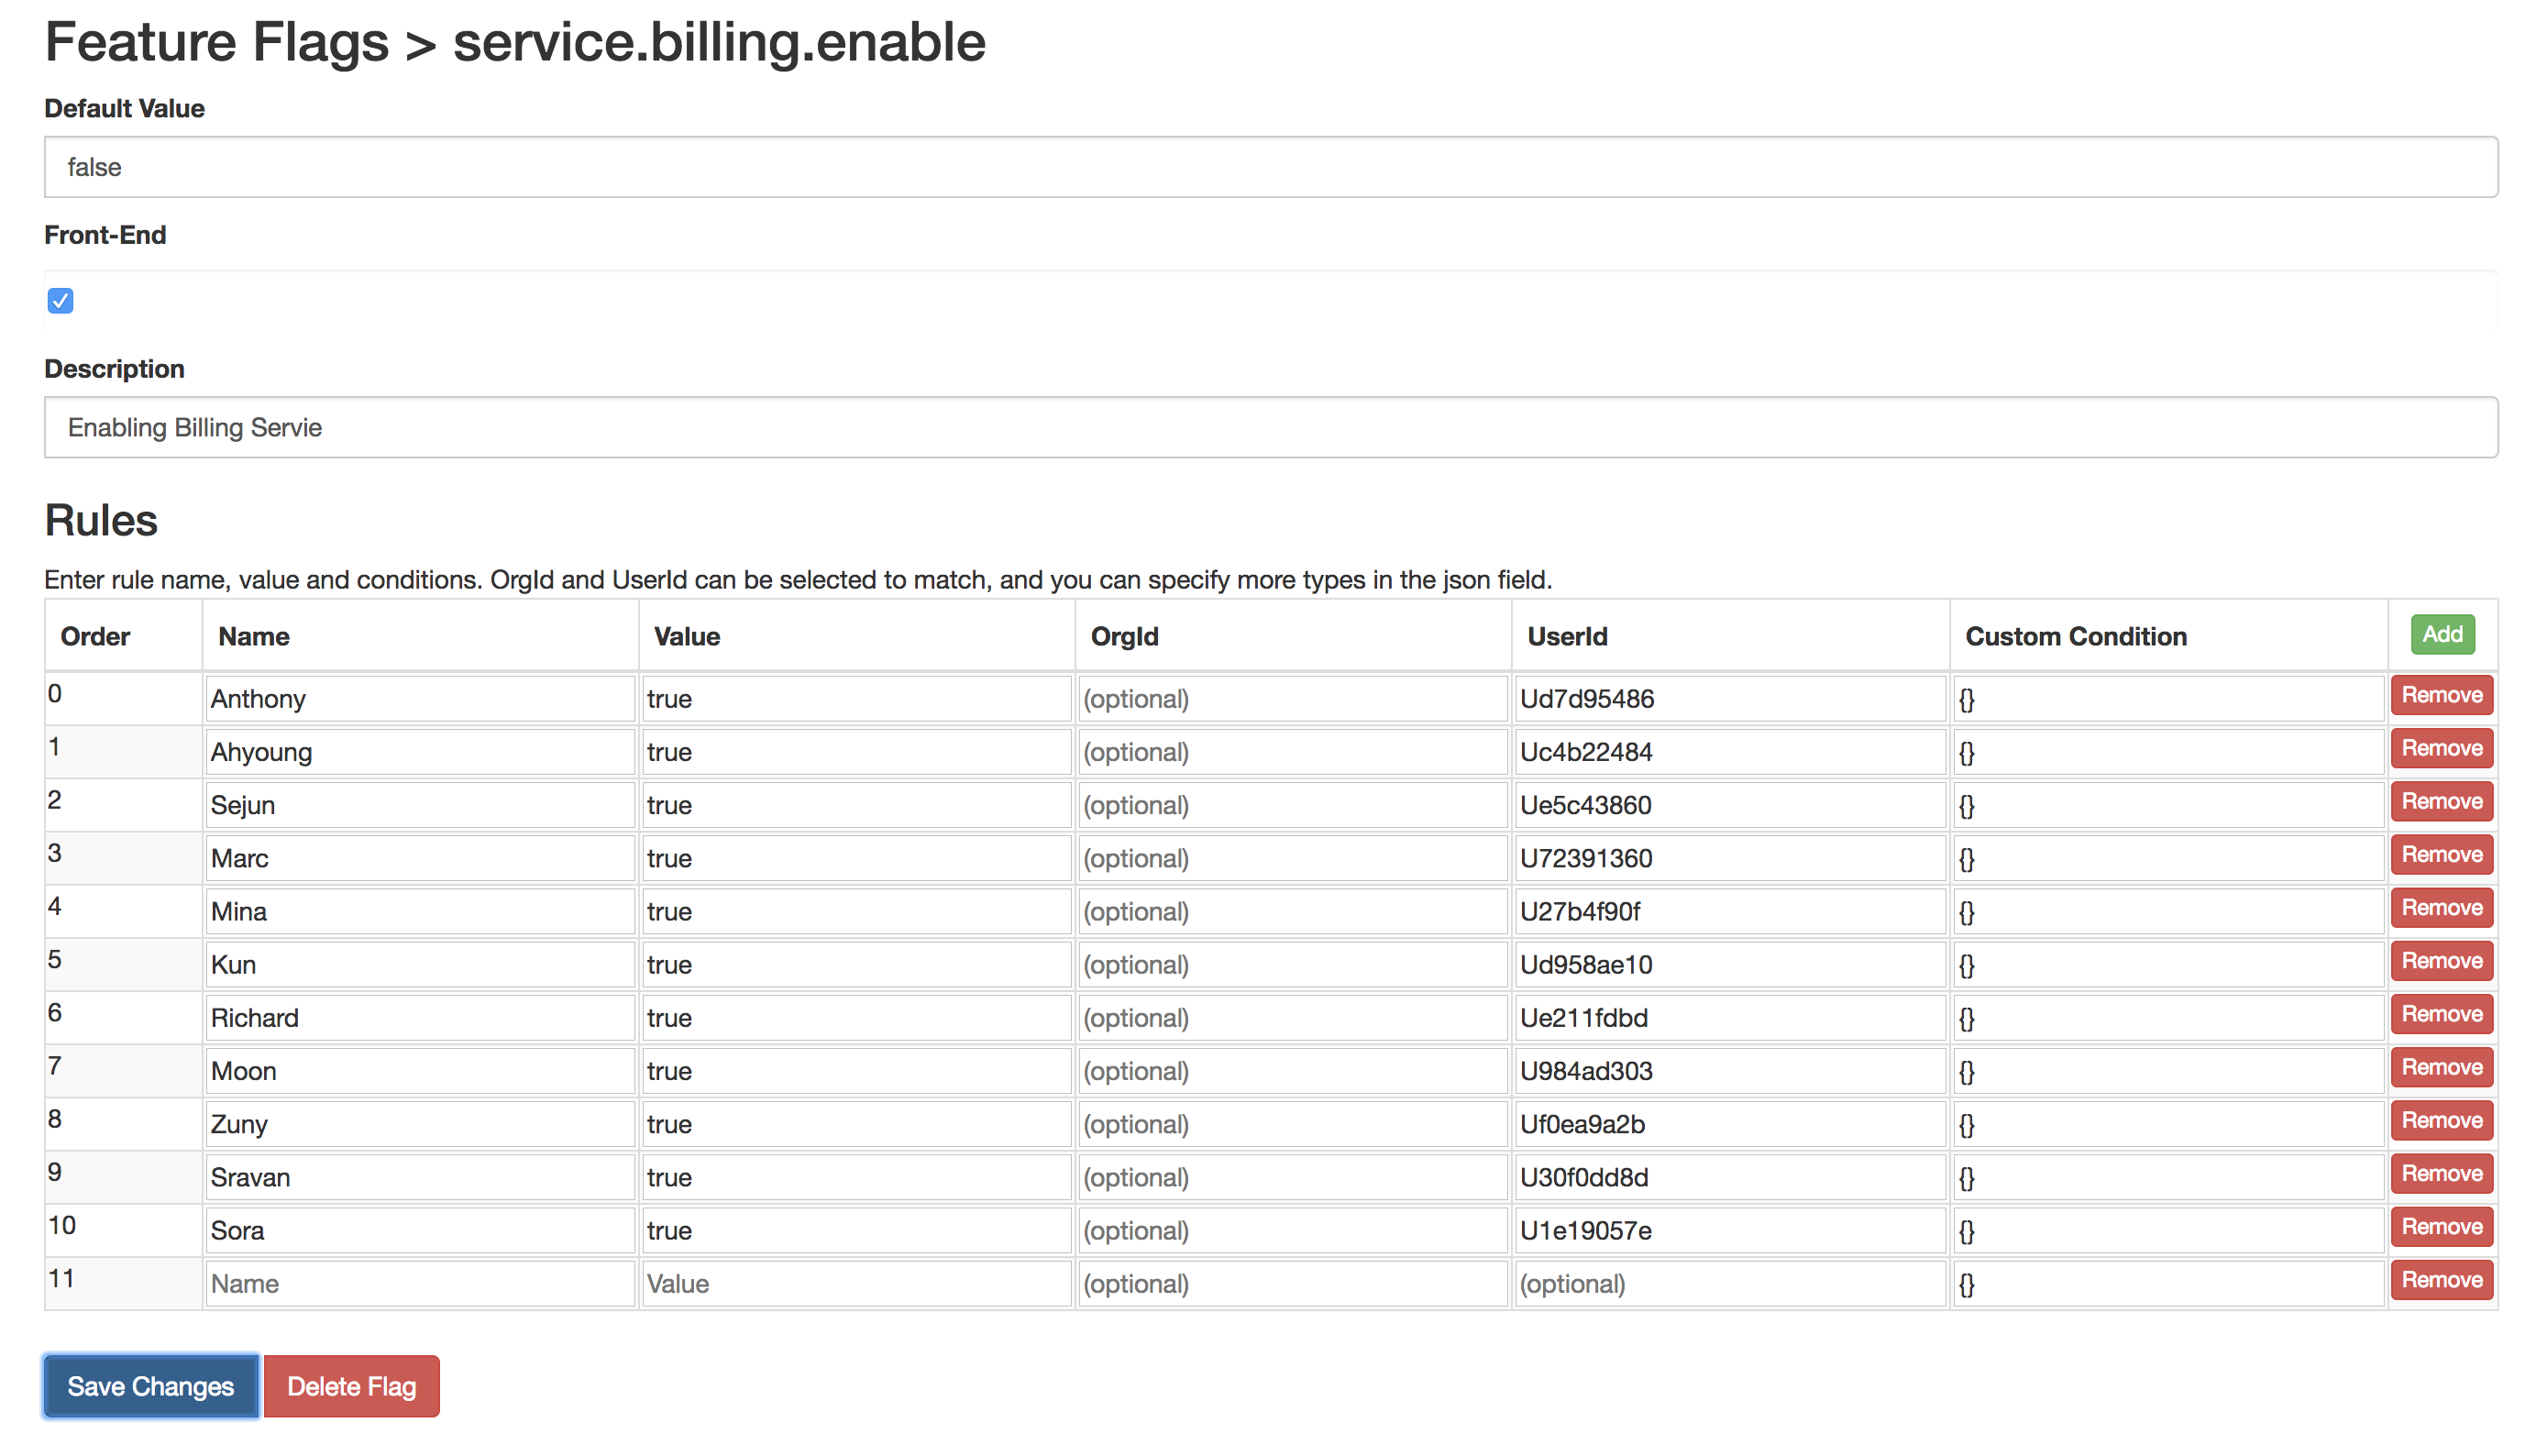 Feature Flags > service.billing.enable
Default Value
false
Front-End
Description
Enabling Billing Servie
Rules
Enter rule name, value and conditions. OrgId and UserId can be selected to match, and you can specify more types in the json field.
Order Name Value OrgId UserId Custom Condition Add
0 Anthony true (optional) Ud7d95486 {} Remove
1 Ahyoung true (optional) Uc4b22484 {} Remove
2 Sejun true (optional) Ue5c43860 {} Remove
3 Marc true (optional) U72391360 {} Remove
4 Mina true (optional) U27b4f90f {} Remove
5 Kun true (optional) Ud958ae10 {} Remove
6 Richard true (optional) Ue211fdbd {} Remove
7 Moon true (optional) U984ad303 {} Remove
8 Zuny true (optional) Uf0ea9a2b {} Remove
9 Sravan true (optional) U30f0dd8d {} Remove
10 Sora true (optional) U1e19057e {} Remove
11 Name Value (optional) (optional) {} Remove
Save Changes Delete Flag